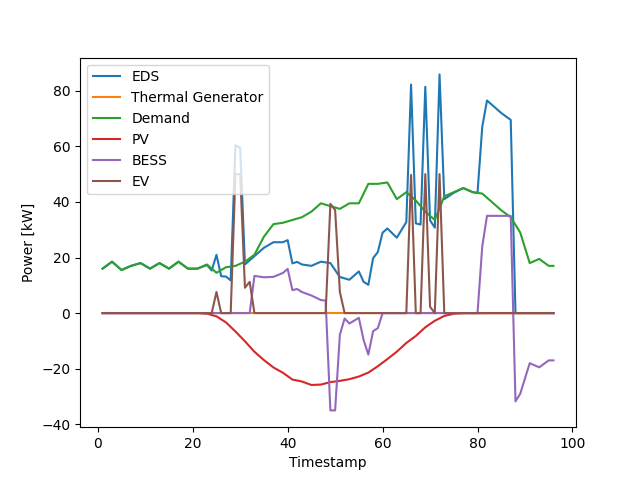 EDS
Thermal Generator
Demand
PV
BESS
EV
Power [kW]
80
60
40
20
0
−20
−40
0 20 40 60 80 100
Timestamp